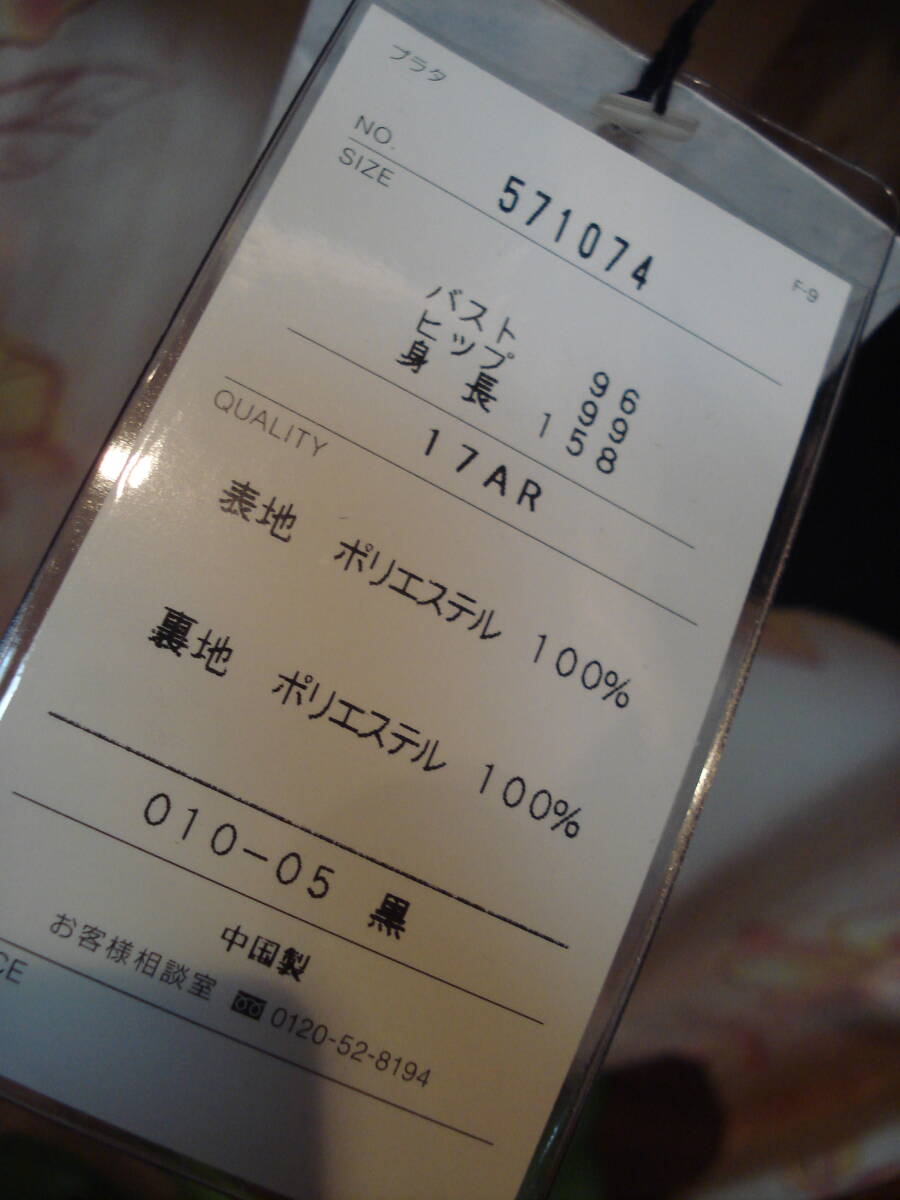 プラタ
NO. 571074
F-9
SIZE
バスト 96
ヒップ 99
身 長 158
17AR
QUALITY
表地 ポリエステル 100%
裏地 ポリエステル 100%
010-05 黒
中国製
お客様相談室 0120-52-8194
CE